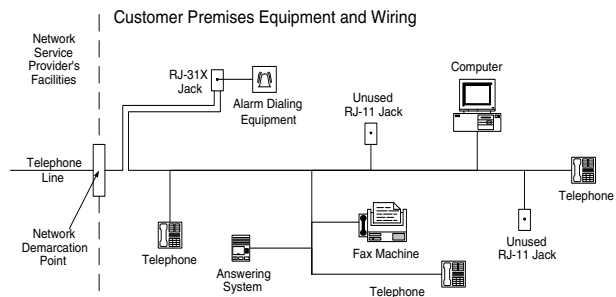 Customer Premises Equipment and Wiring
Network
Service
Provider's
Facilities
RJ-31X
Jack
Alarm Dialing
Equipment
Unused
RJ-11 Jack
Computer
Telephone
Line
Network
Demarcation
Point
Telephone
Answering
System
Fax Machine
Telephone
Unused
RJ-11 Jack
Telephone